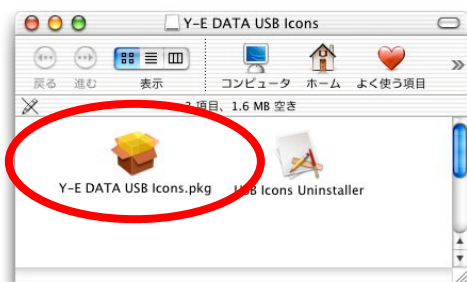 Y-E DATA USB Icons
戻る 進む 表示 コンピュータ ホーム よく使う項目
2 項目、1.6 MB 空き
Y-E DATA USB Icons.pkg USB Icons Uninstaller